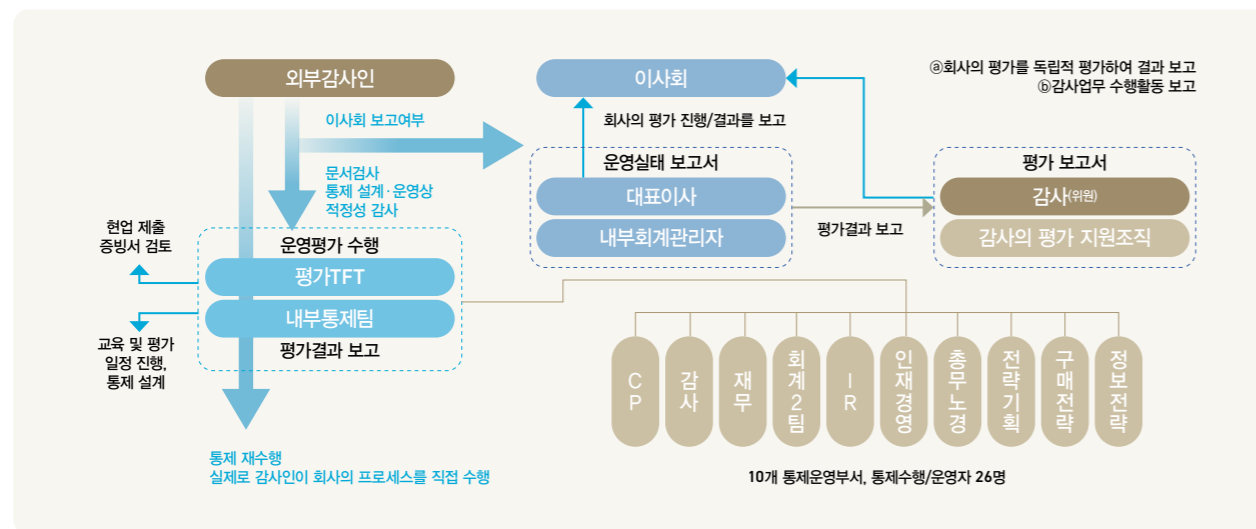 외부감사인
이사회
ⓐ회사의 평가를 독립적 평가하여 결과 보고
ⓑ감사업무 수행활동 보고
이사회 보고여부
회사의 평가 진행/결과를 보고
문서검사
통제 설계·운영상
적정성 감사
운영실태 보고서
대표이사
내부회계관리자
평가결과 보고
평가 보고서
감사(위원)
감사의 평가 지원조직
현업 제출
증빙서 검토
운영평가 수행
평가TFT
내부통제팀
평가결과 보고
교육 및 평가
일정 진행,
통제 설계
CP
감사
재무
회계2팀
IR
인재경영
총무노경
전략기획
구매전략
정보전략
통제 재수행
실제로 감사인이 회사의 프로세스를 직접 수행
10개 통제운영부서, 통제수행/운영자 26명